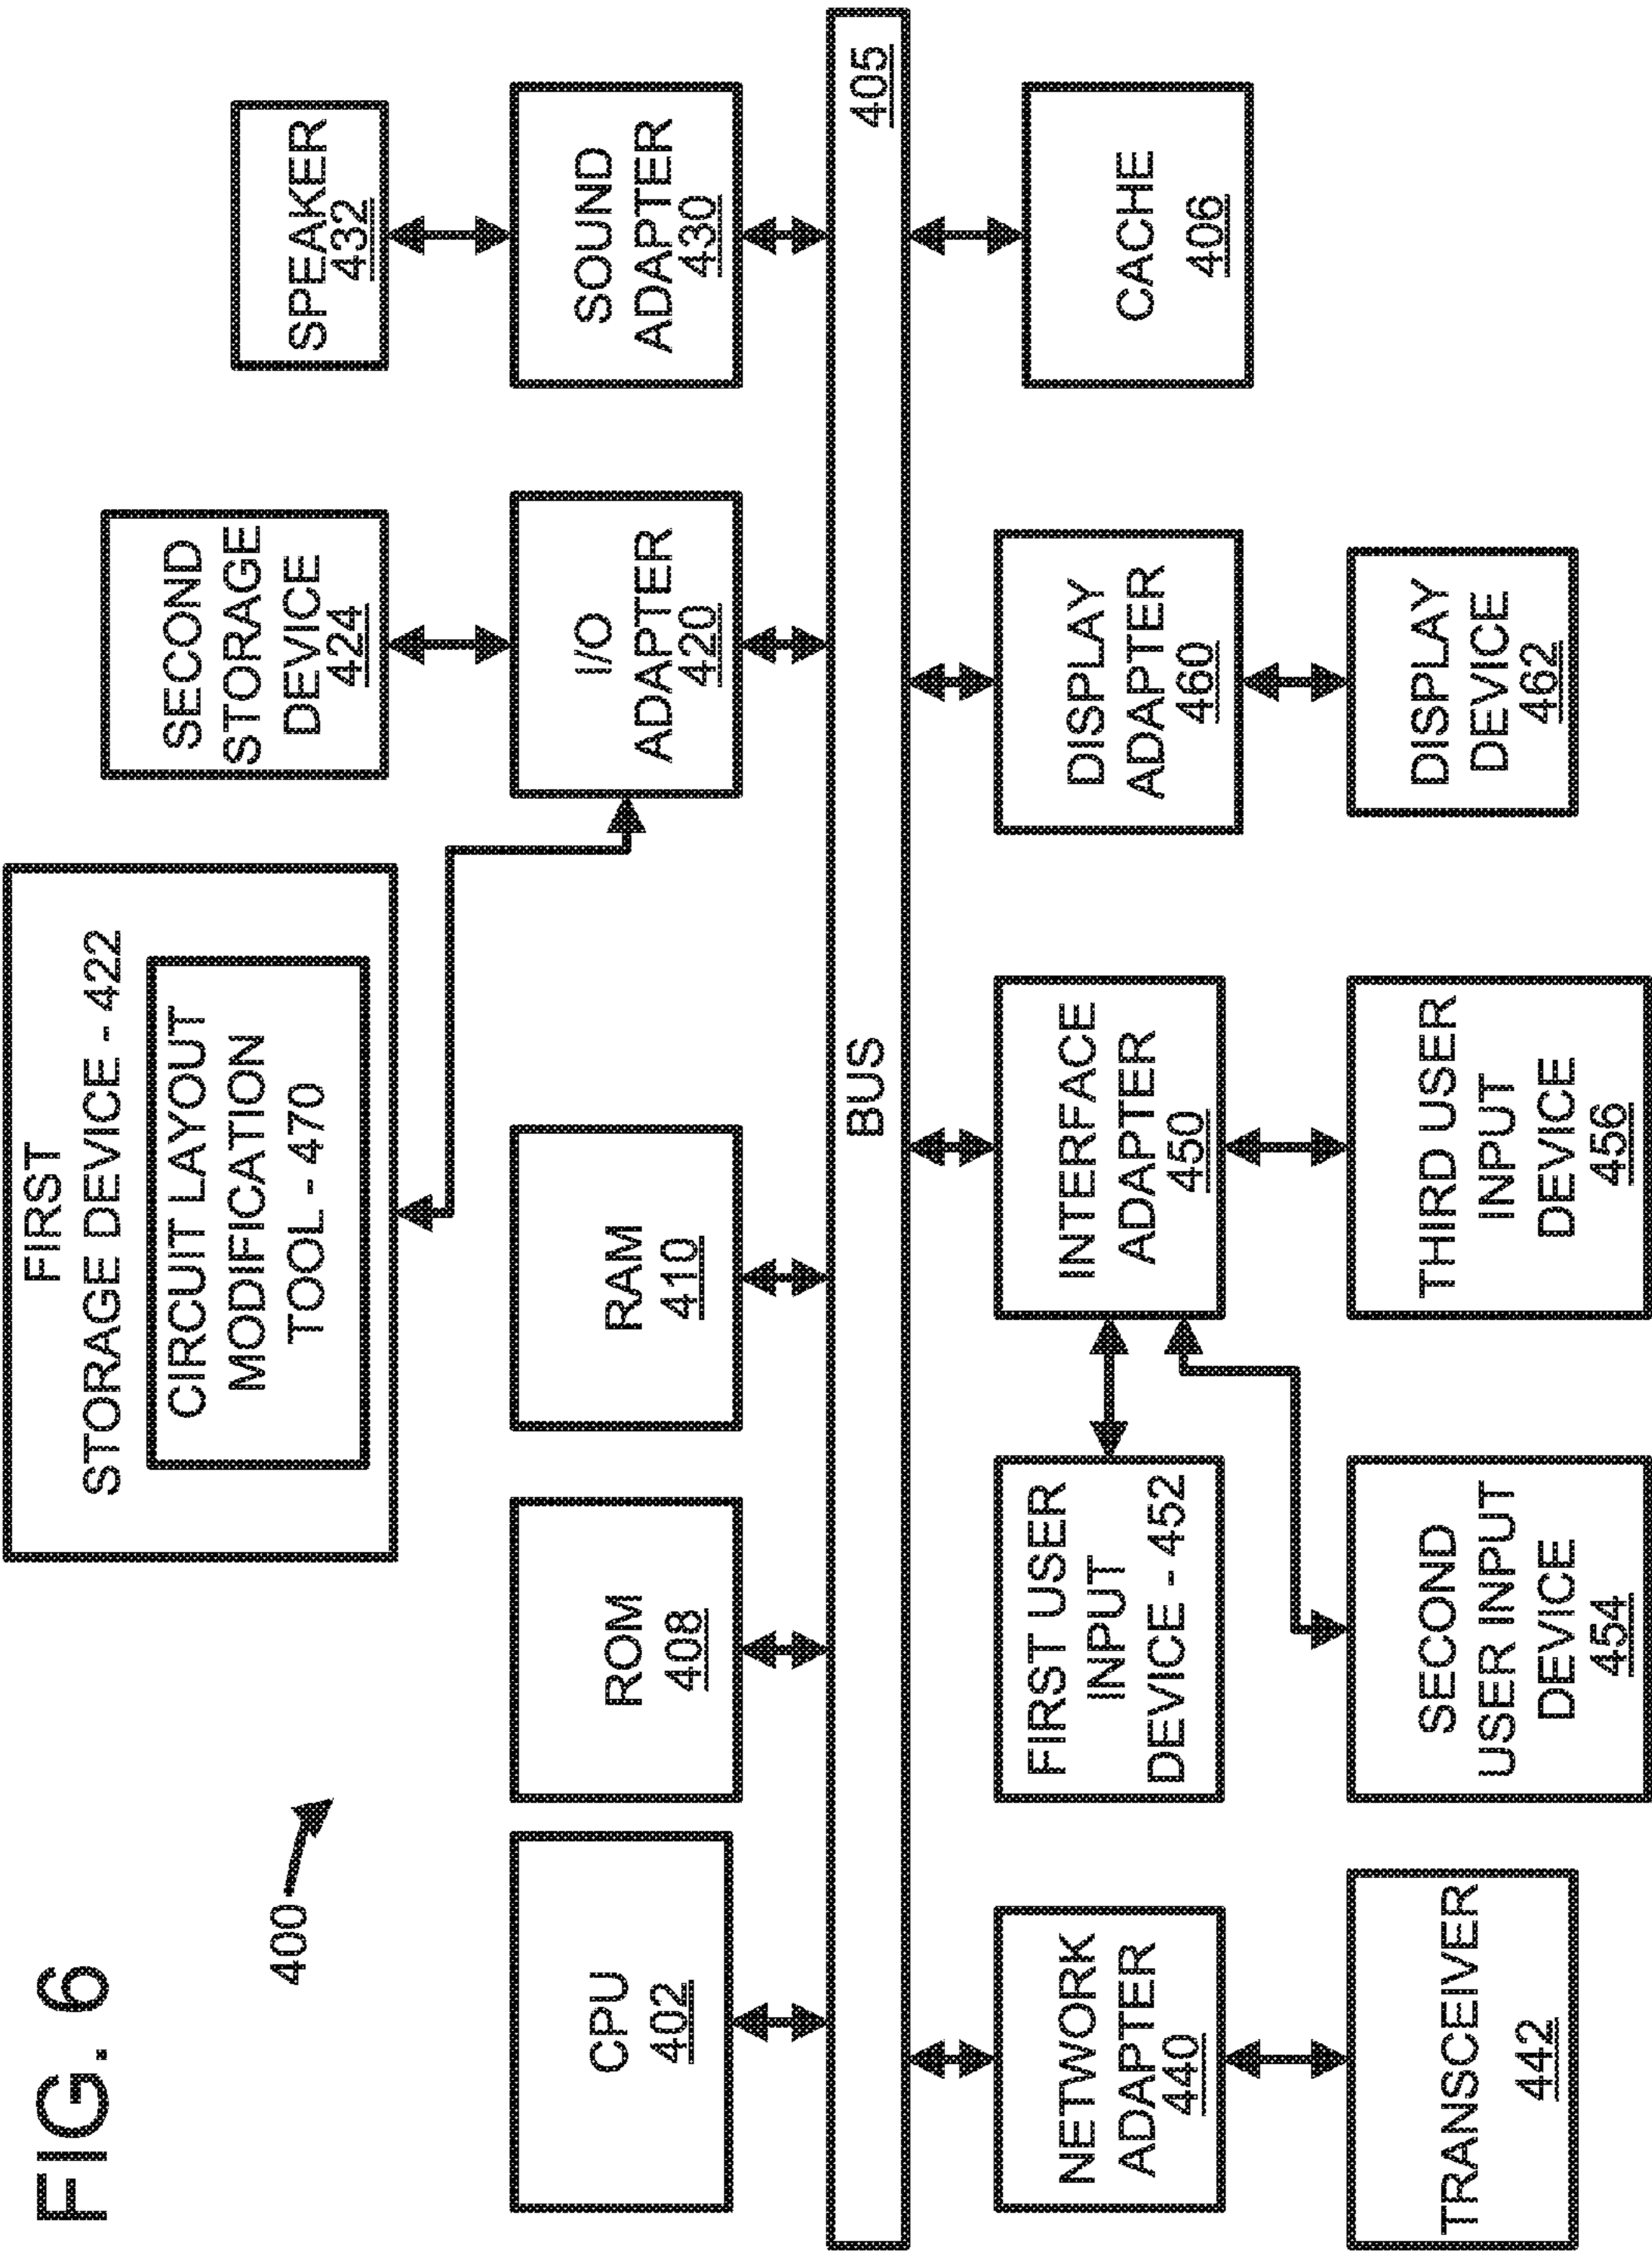 FIG. 6
400
FIRST
STORAGE DEVICE - 422
CIRCUIT LAYOUT
MODIFICATION
TOOL - 470
SECOND
STORAGE
DEVICE
424
SPEAKER
432
CPU
402
ROM
408
RAM
410
I/O
ADAPTER
420
SOUND
ADAPTER
430
BUS
405
NETWORK
ADAPTER
440
FIRST USER
INPUT
DEVICE - 452
INTERFACE
ADAPTER
450
DISPLAY
ADAPTER
460
CACHE
406
TRANSCEIVER
442
SECOND
USER INPUT
DEVICE
454
THIRD USER
INPUT
DEVICE
456
DISPLAY
DEVICE
462